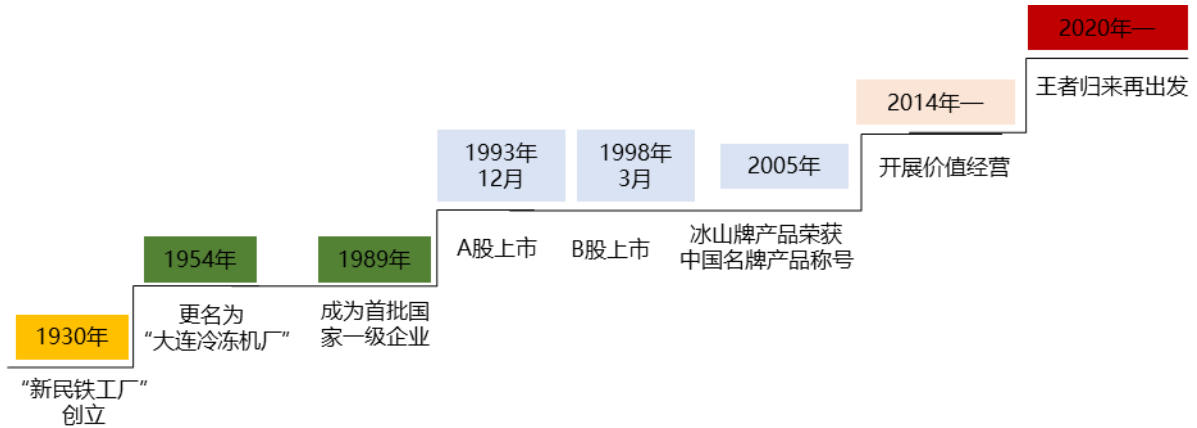 1930年
“新民铁工厂”
创立
1954年
更名为
“大连冷冻机厂”
1989年
成为首批国
家一级企业
1993年
12月
A股上市
1998年
3月
B股上市
2005年
冰山牌产品荣获
中国名牌产品称号
2014年—
开展价值经营
2020年—
王者归来再出发